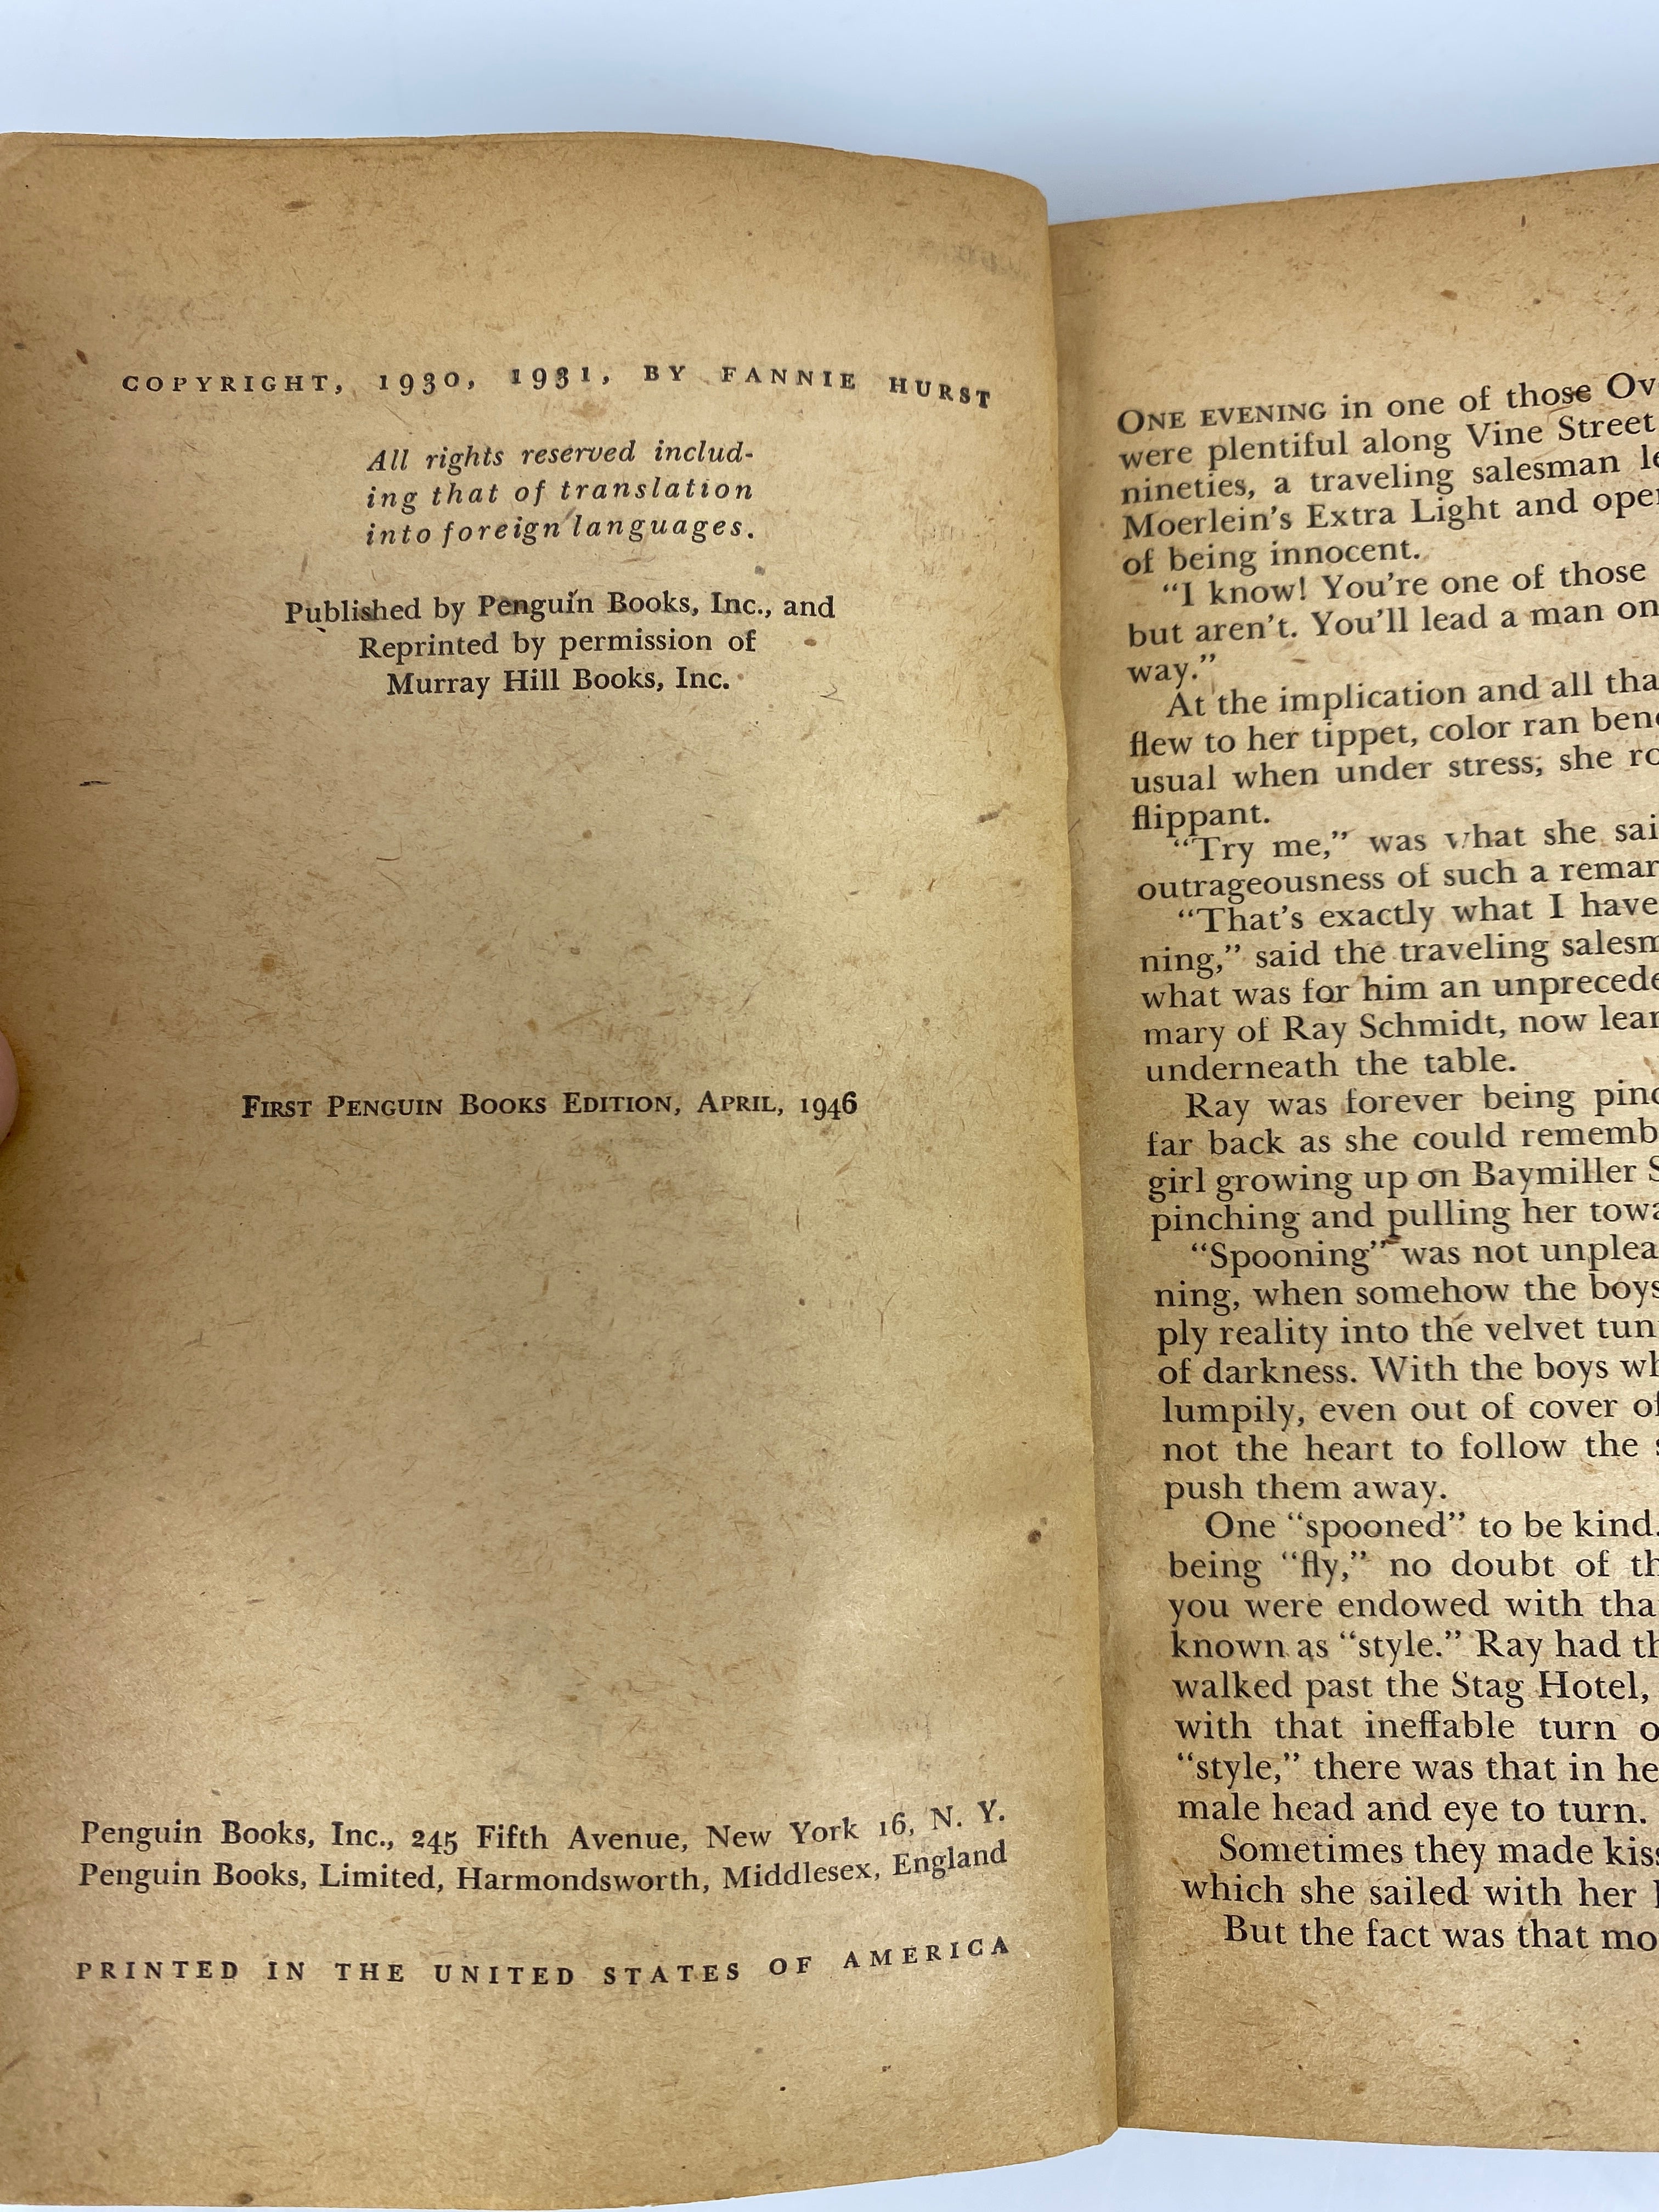 COPYRIGHT, 1930, 1931, BY FANNIE HURST
All rights reserved includ-
ing that of translation
into foreign languages.
Published by Penguin Books, Inc., and
Reprinted by permission of
Murray Hill Books, Inc.
FIRST PENGUIN BOOKS EDITION, APRIL, 1946
Penguin Books, Inc., 245 Fifth Avenue, New York 16, N. Y.
Penguin Books, Limited, Harmondsworth, Middlesex, England
PRINTED IN THE UNITED STATES OF AMERICA
ONE EVENING in one of those
were plentiful along Vine Street
nineties, a traveling salesman
Moerlein's Extra Light and
of being innocent.
"I know! You're one of those
but aren't. You'll lead a man on
way."
At the implication and all
flew to her tippet, color ran
usual when under stress; she
flippant.
"Try me," was what she
outrageousness of such a
"That's exactly what I have
ning," said the traveling
what was for him an
mary of Ray Schmidt, now
underneath the table.
Ray was forever being
far back as she could
girl growing up on Baymiller
pinching and pulling her
"Spooning" was not
ning, when somehow the boys
ply reality into the velvet
of darkness. With the boys
lumpily, even out of cover of
not the heart to follow the
push them away.
One "spooned" to be kind.
being "fly," no doubt of
you were endowed with
known as "style." Ray had
walked past the Stag Hotel,
with that ineffable turn
"style," there was that in
male head and eye to turn.
Sometimes they made
which she sailed with her
But the fact was that